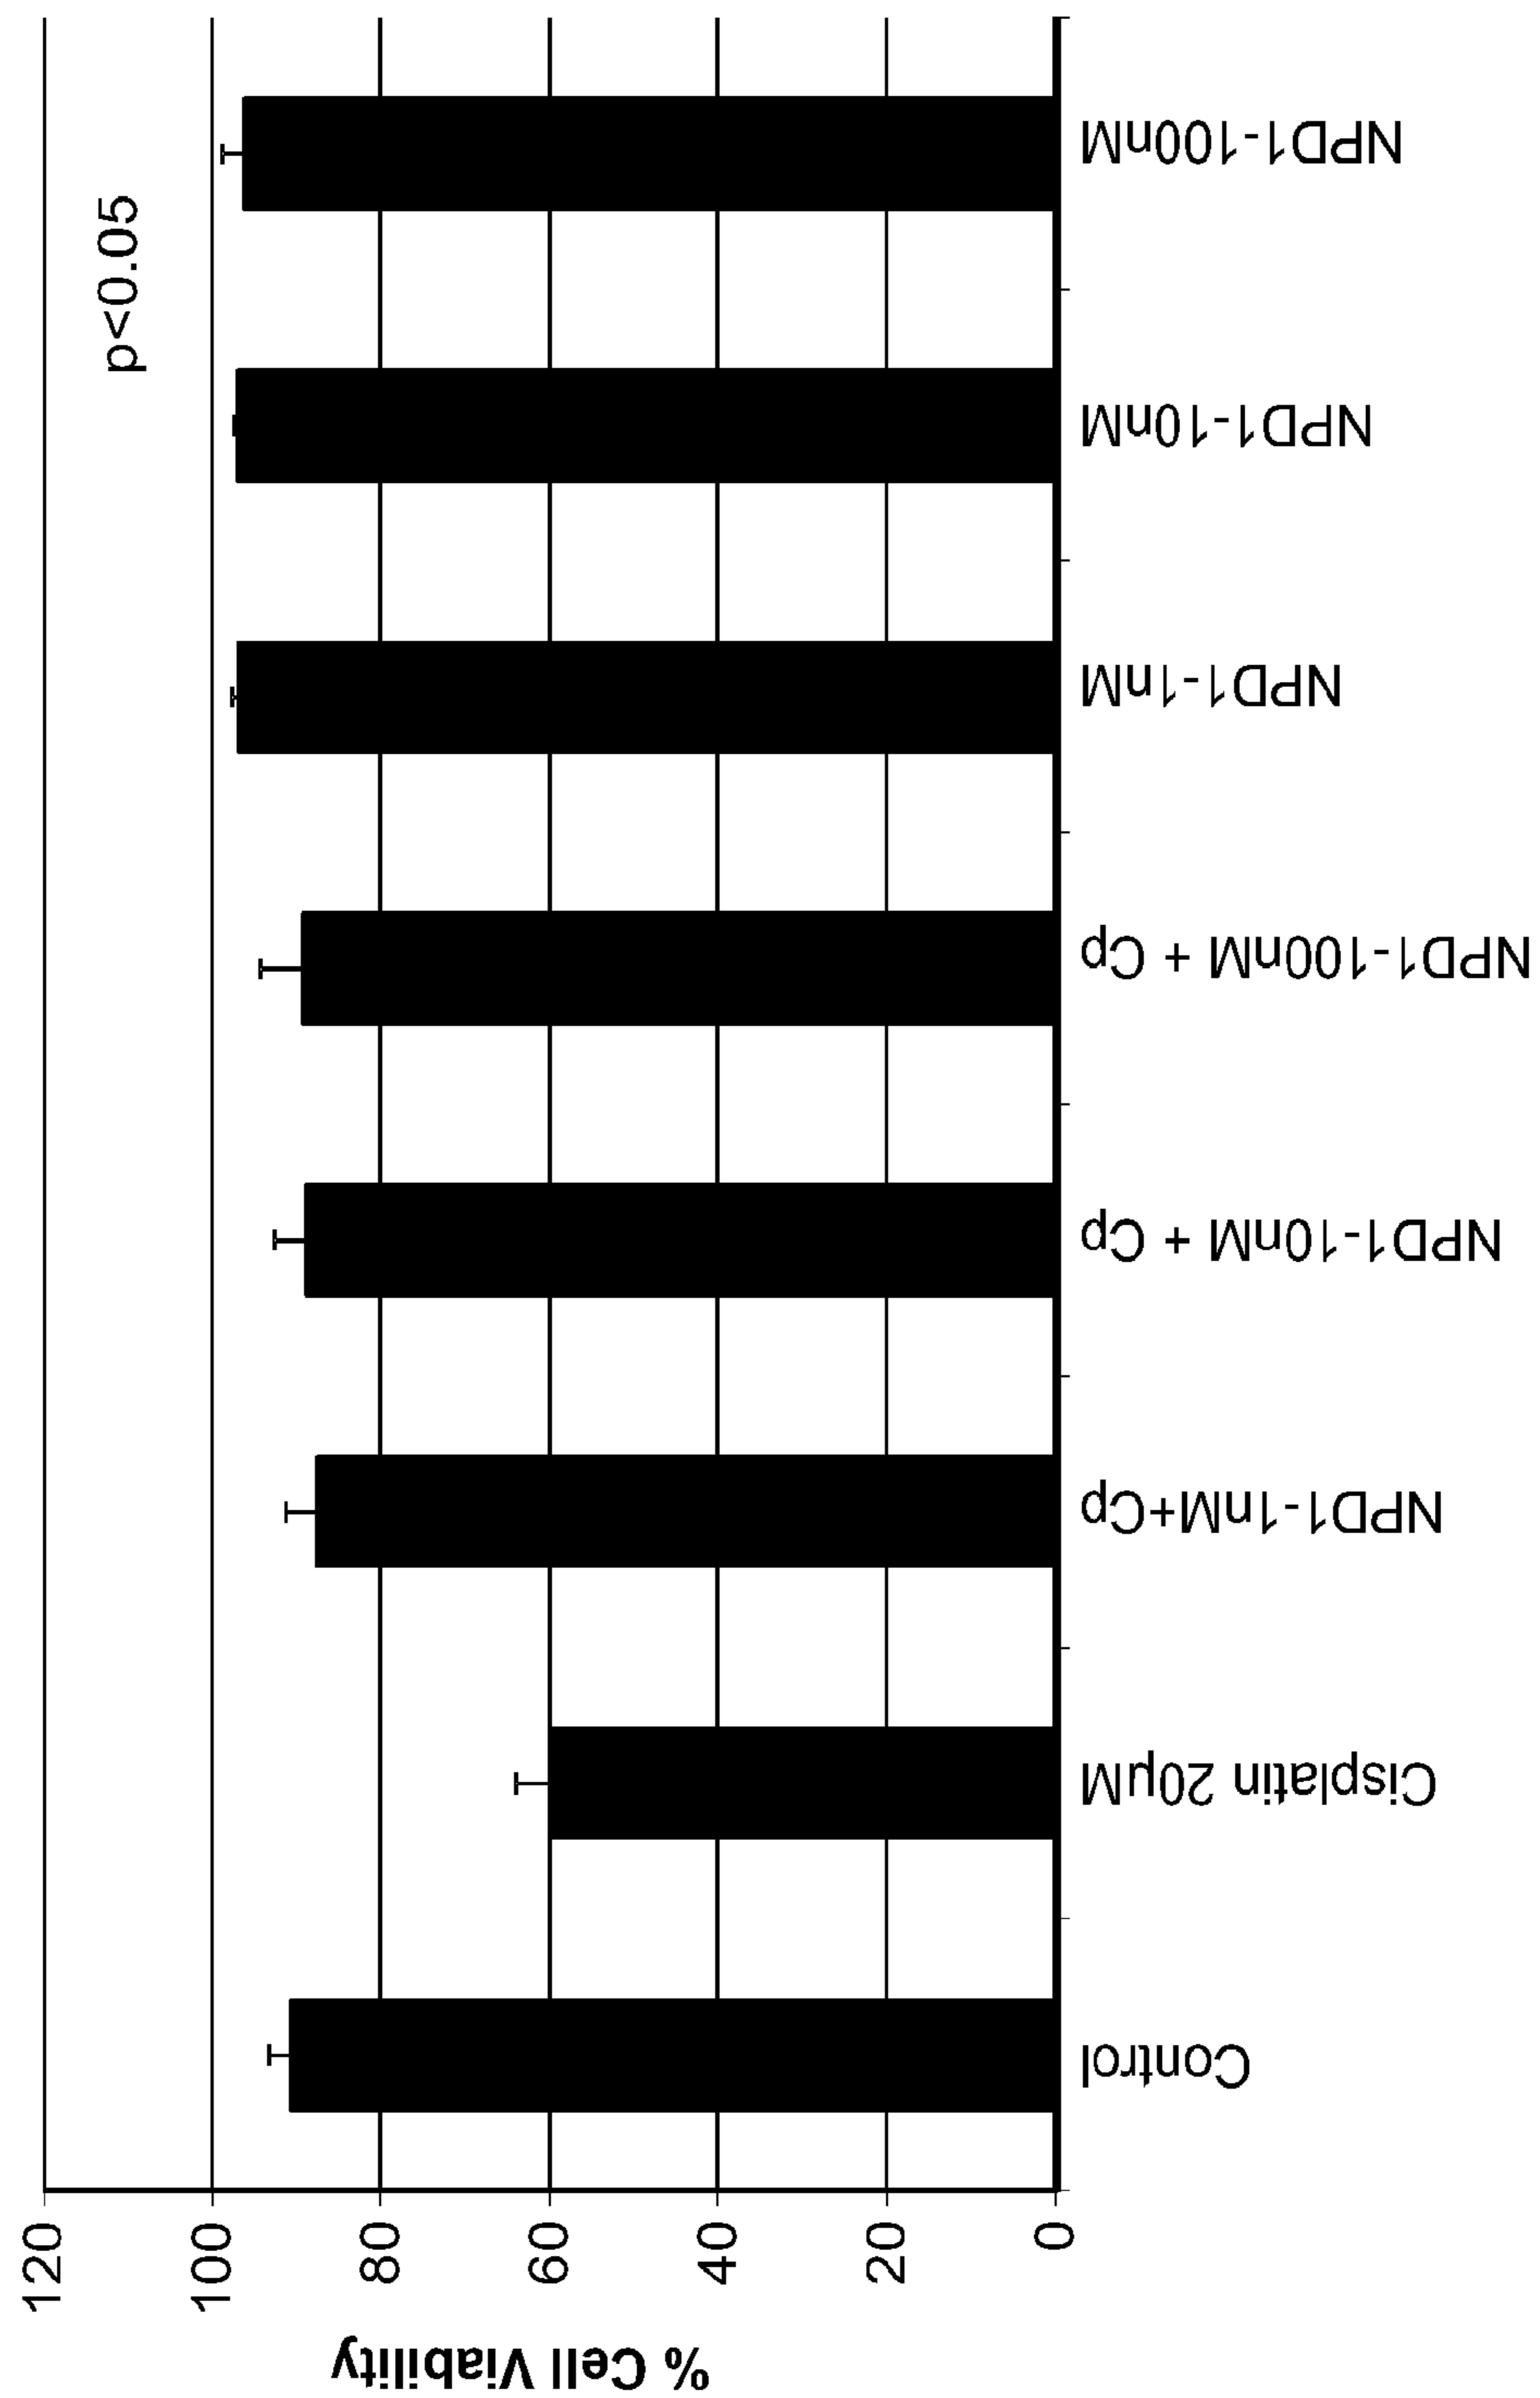 % Cell Viability
120
100
80
60
40
20
0
p<0.05
Control
Cisplatin 20µM
NPD1-1nM+Cp
NPD1-10nM + Cp
NPD1-100nM + Cp
NPD1-1nM
NPD1-10nM
NPD1-100nM